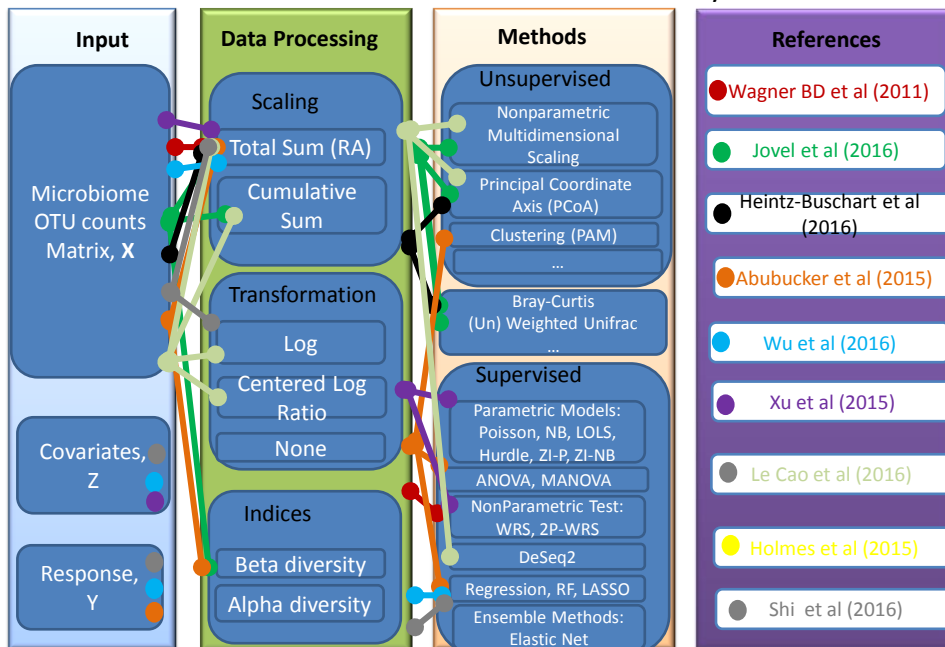 Input
Microbiome
OTU counts
Matrix, X
Covariates,
Z
Response,
Y
Data Processing
Scaling
Total Sum (RA)
Cumulative
Sum
Transformation
Log
Centered Log
Ratio
None
Indices
Beta diversity
Alpha diversity
Methods
Unsupervised
Nonparametric
Multidimensional
Scaling
Principal Coordinate
Axis (PCoA)
Clustering (PAM)
...
Bray-Curtis
(Un) Weighted Unifrac
...
Supervised
Parametric Models:
Poisson, NB, LOLS,
Hurdle, ZI-P, ZI-NB
ANOVA, MANOVA
NonParametric Test:
WRS, 2P-WRS
DeSeq2
Regression, RF, LASSO
Ensemble Methods:
Elastic Net
References
Wagner BD et al (2011)
Jovel et al (2016)
Heintz-Buschart et al
(2016)
Abubucker et al (2015)
Wu et al (2016)
Xu et al (2015)
Le Cao et al (2016)
Holmes et al (2015)
Shi et al (2016)